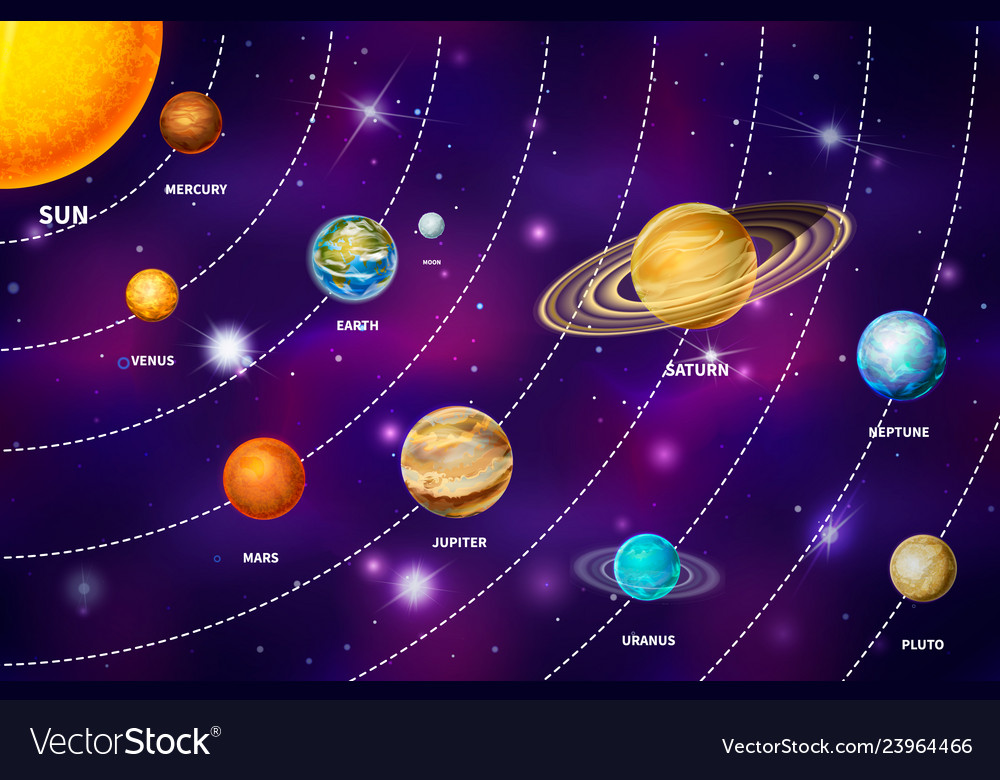 SUN
MERCURY
MOON
EARTH
VENUS
SATURN
NEPTUNE
MARS
JUPITER
URANUS
PLUTO
VectorStock®
VectorStock.com/23964466